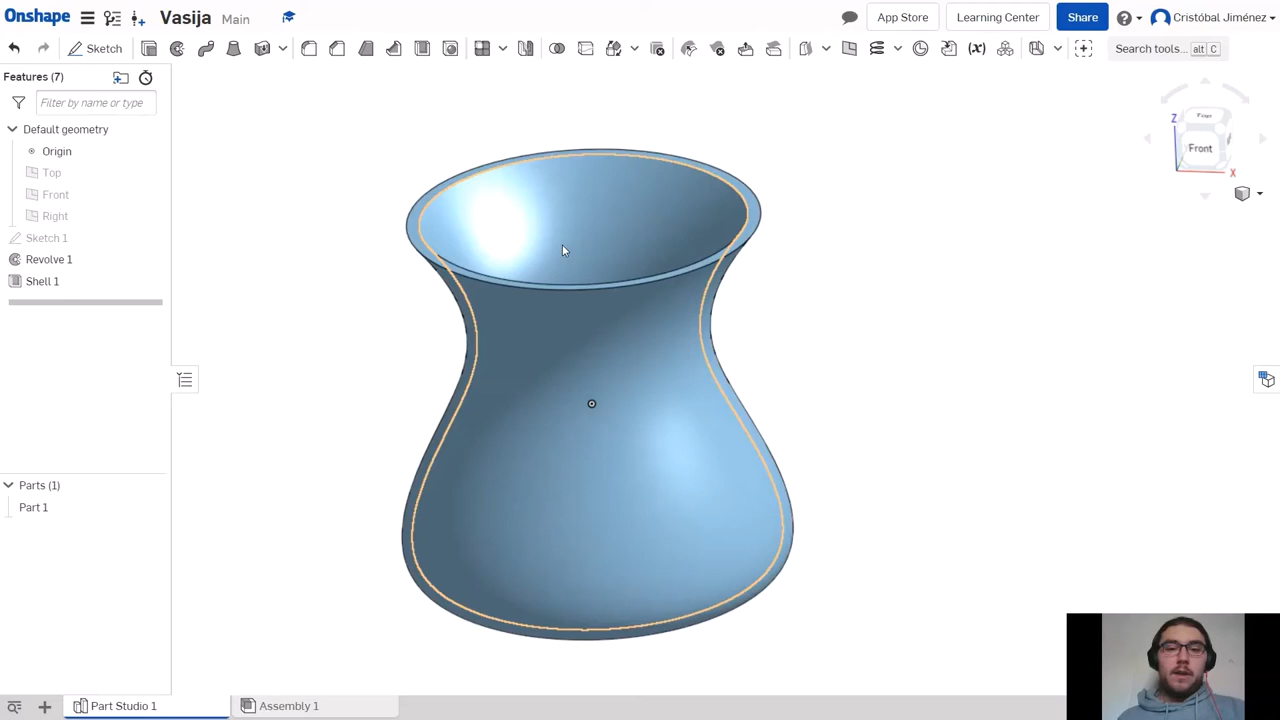 Onshape
Vasija
Main
App Store
Learning Center
Share
Cristóbal Jiménez
Sketch
Search tools... alt C
Features (7)
Filter by name or type
Default geometry
Origin
Top
Front
Right
Sketch 1
Revolve 1
Shell 1
Z
Front
X
Parts (1)
Part 1
Part Studio 1
Assembly 1